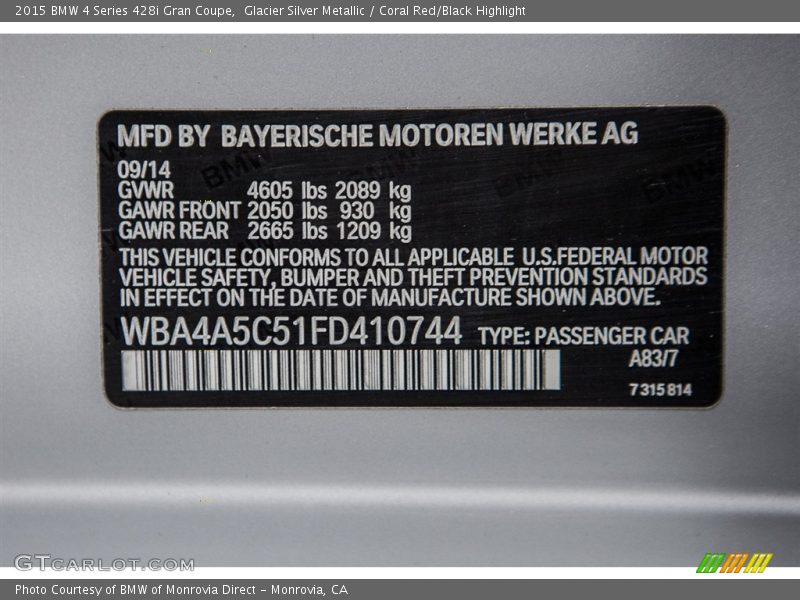 2015 BMW 4 Series 428i Gran Coupe,  Glacier Silver Metallic / Coral Red/Black Highlight
MFD BY BAYERISCHE MOTOREN WERKE AG
09/14
GVWR 4605 lbs 2089 kg
GAWR FRONT 2050 lbs 930 kg
GAWR REAR 2665 lbs 1209 kg
THIS VEHICLE CONFORMS TO ALL APPLICABLE U.S.FEDERAL MOTOR
VEHICLE SAFETY, BUMPER AND THEFT PREVENTION STANDARDS
IN EFFECT ON THE DATE OF MANUFACTURE SHOWN ABOVE.
WBA4A5C51FD410744 TYPE: PASSENGER CAR
A83/7
7 315 814
GTCARLOT.COM
Photo Courtesy of BMW of Monrovia Direct - Monrovia, CA